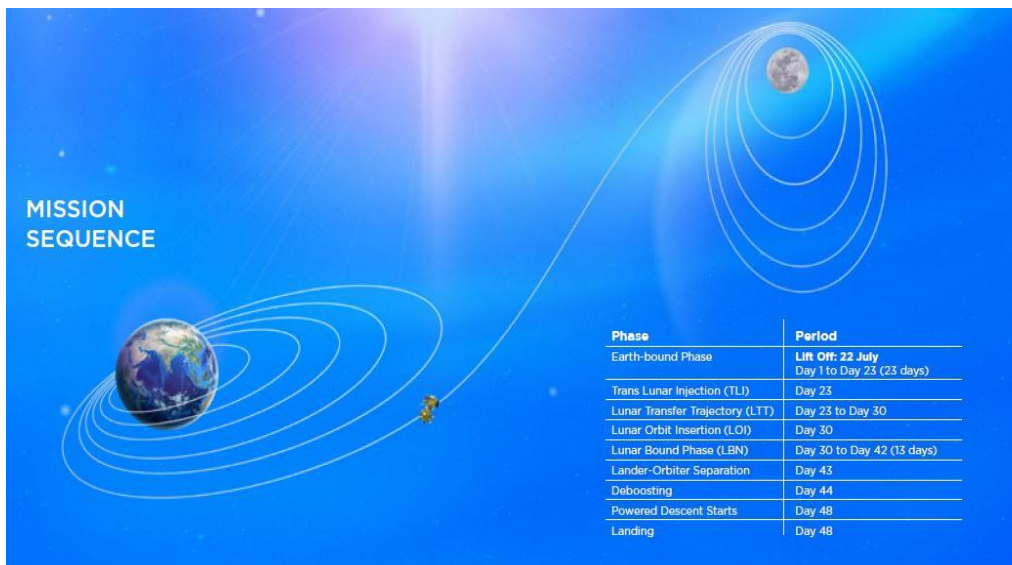 MISSION
SEQUENCE
Phase Period
Earth-bound Phase Lift Off: 22 July
Day 1 to Day 23 (23 days)
Trans Lunar Injection (TLI) Day 23
Lunar Transfer Trajectory (LTT) Day 23 to Day 30
Lunar Orbit Insertion (LOI) Day 30
Lunar Bound Phase (LBN) Day 30 to Day 42 (13 days)
Lander-Orbiter Separation Day 43
Deboosting Day 44
Powered Descent Starts Day 48
Landing Day 48